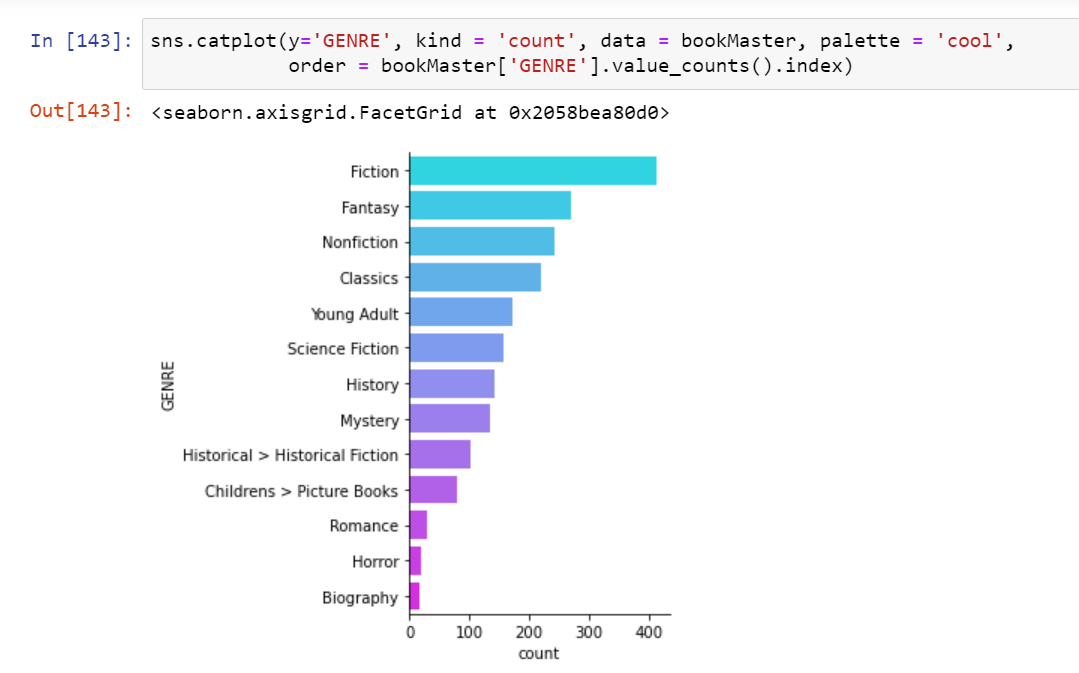 In [143]: sns.catplot(y='GENRE', kind = 'count', data = bookMaster, palette = 'cool',
order = bookMaster['GENRE'].value_counts().index)
Out[143]: <seaborn.axisgrid.FacetGrid at 0x2058bea80d0>
Fiction
Fantasy
Nonfiction
Classics
Young Adult
Science Fiction
History
Mystery
Historical > Historical Fiction
Childrens > Picture Books
Romance
Horror
Biography
GENRE
0 100 200 300 400
count